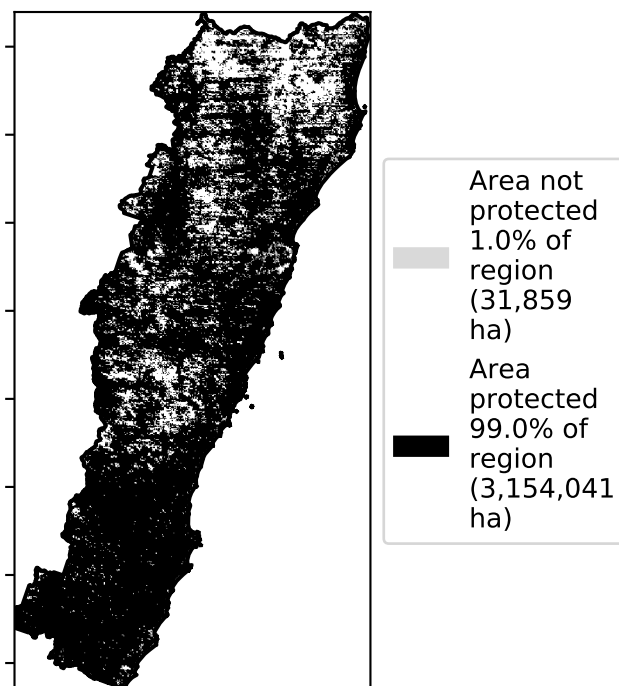 Area not
protected
1.0% of
region
(31,859
ha)
Area
protected
99.0% of
region
(3,154,041
ha)